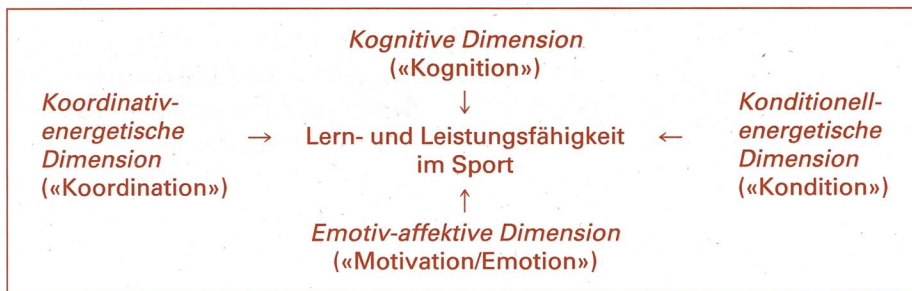 Kognitive Dimension
(«Kognition»)
Koordinativ-
energetische
Dimension
(«Koordination»)
→ Lern- und Leistungsfähigkeit ←
im Sport
Konditionell-
energetische
Dimension
(«Kondition»)
Emotiv-affektive Dimension
(«Motivation/Emotion»)